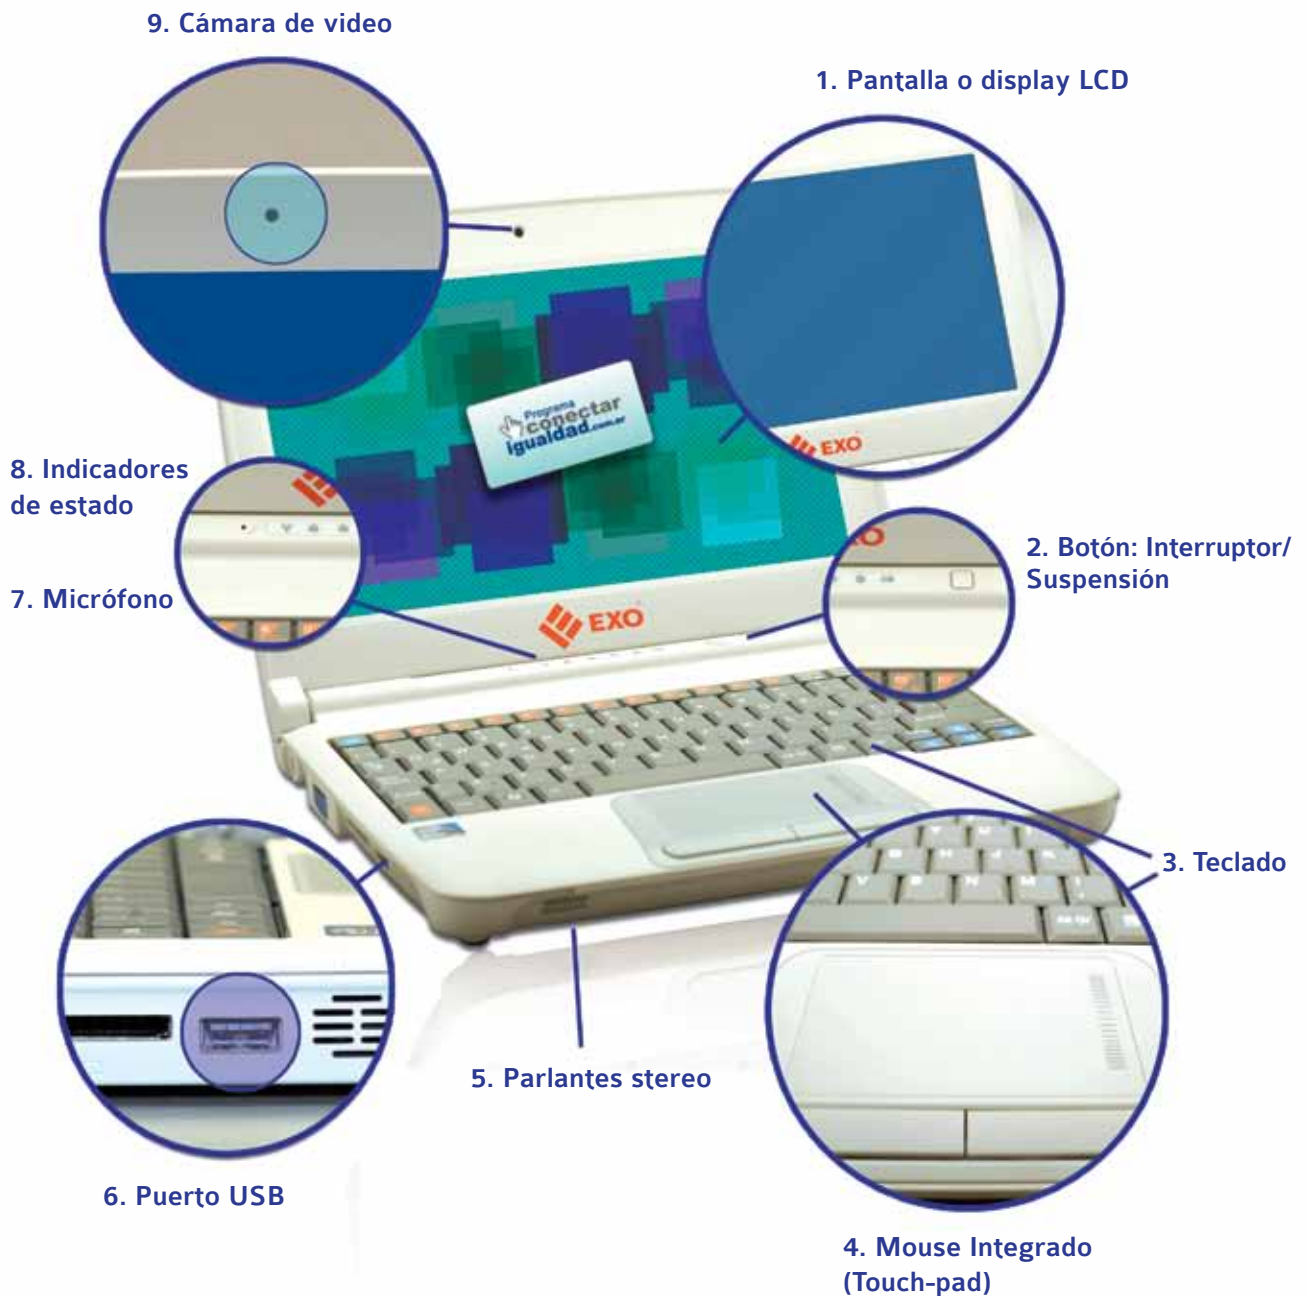 9. Cámara de video
1. Pantalla o display LCD
Programa
conectar
igualdad.com.ar
EXO
8. Indicadores
de estado
7. Micrófono
2. Botón: Interruptor/
Suspensión
EXO
3. Teclado
5. Parlantes stereo
6. Puerto USB
4. Mouse Integrado
(Touch-pad)